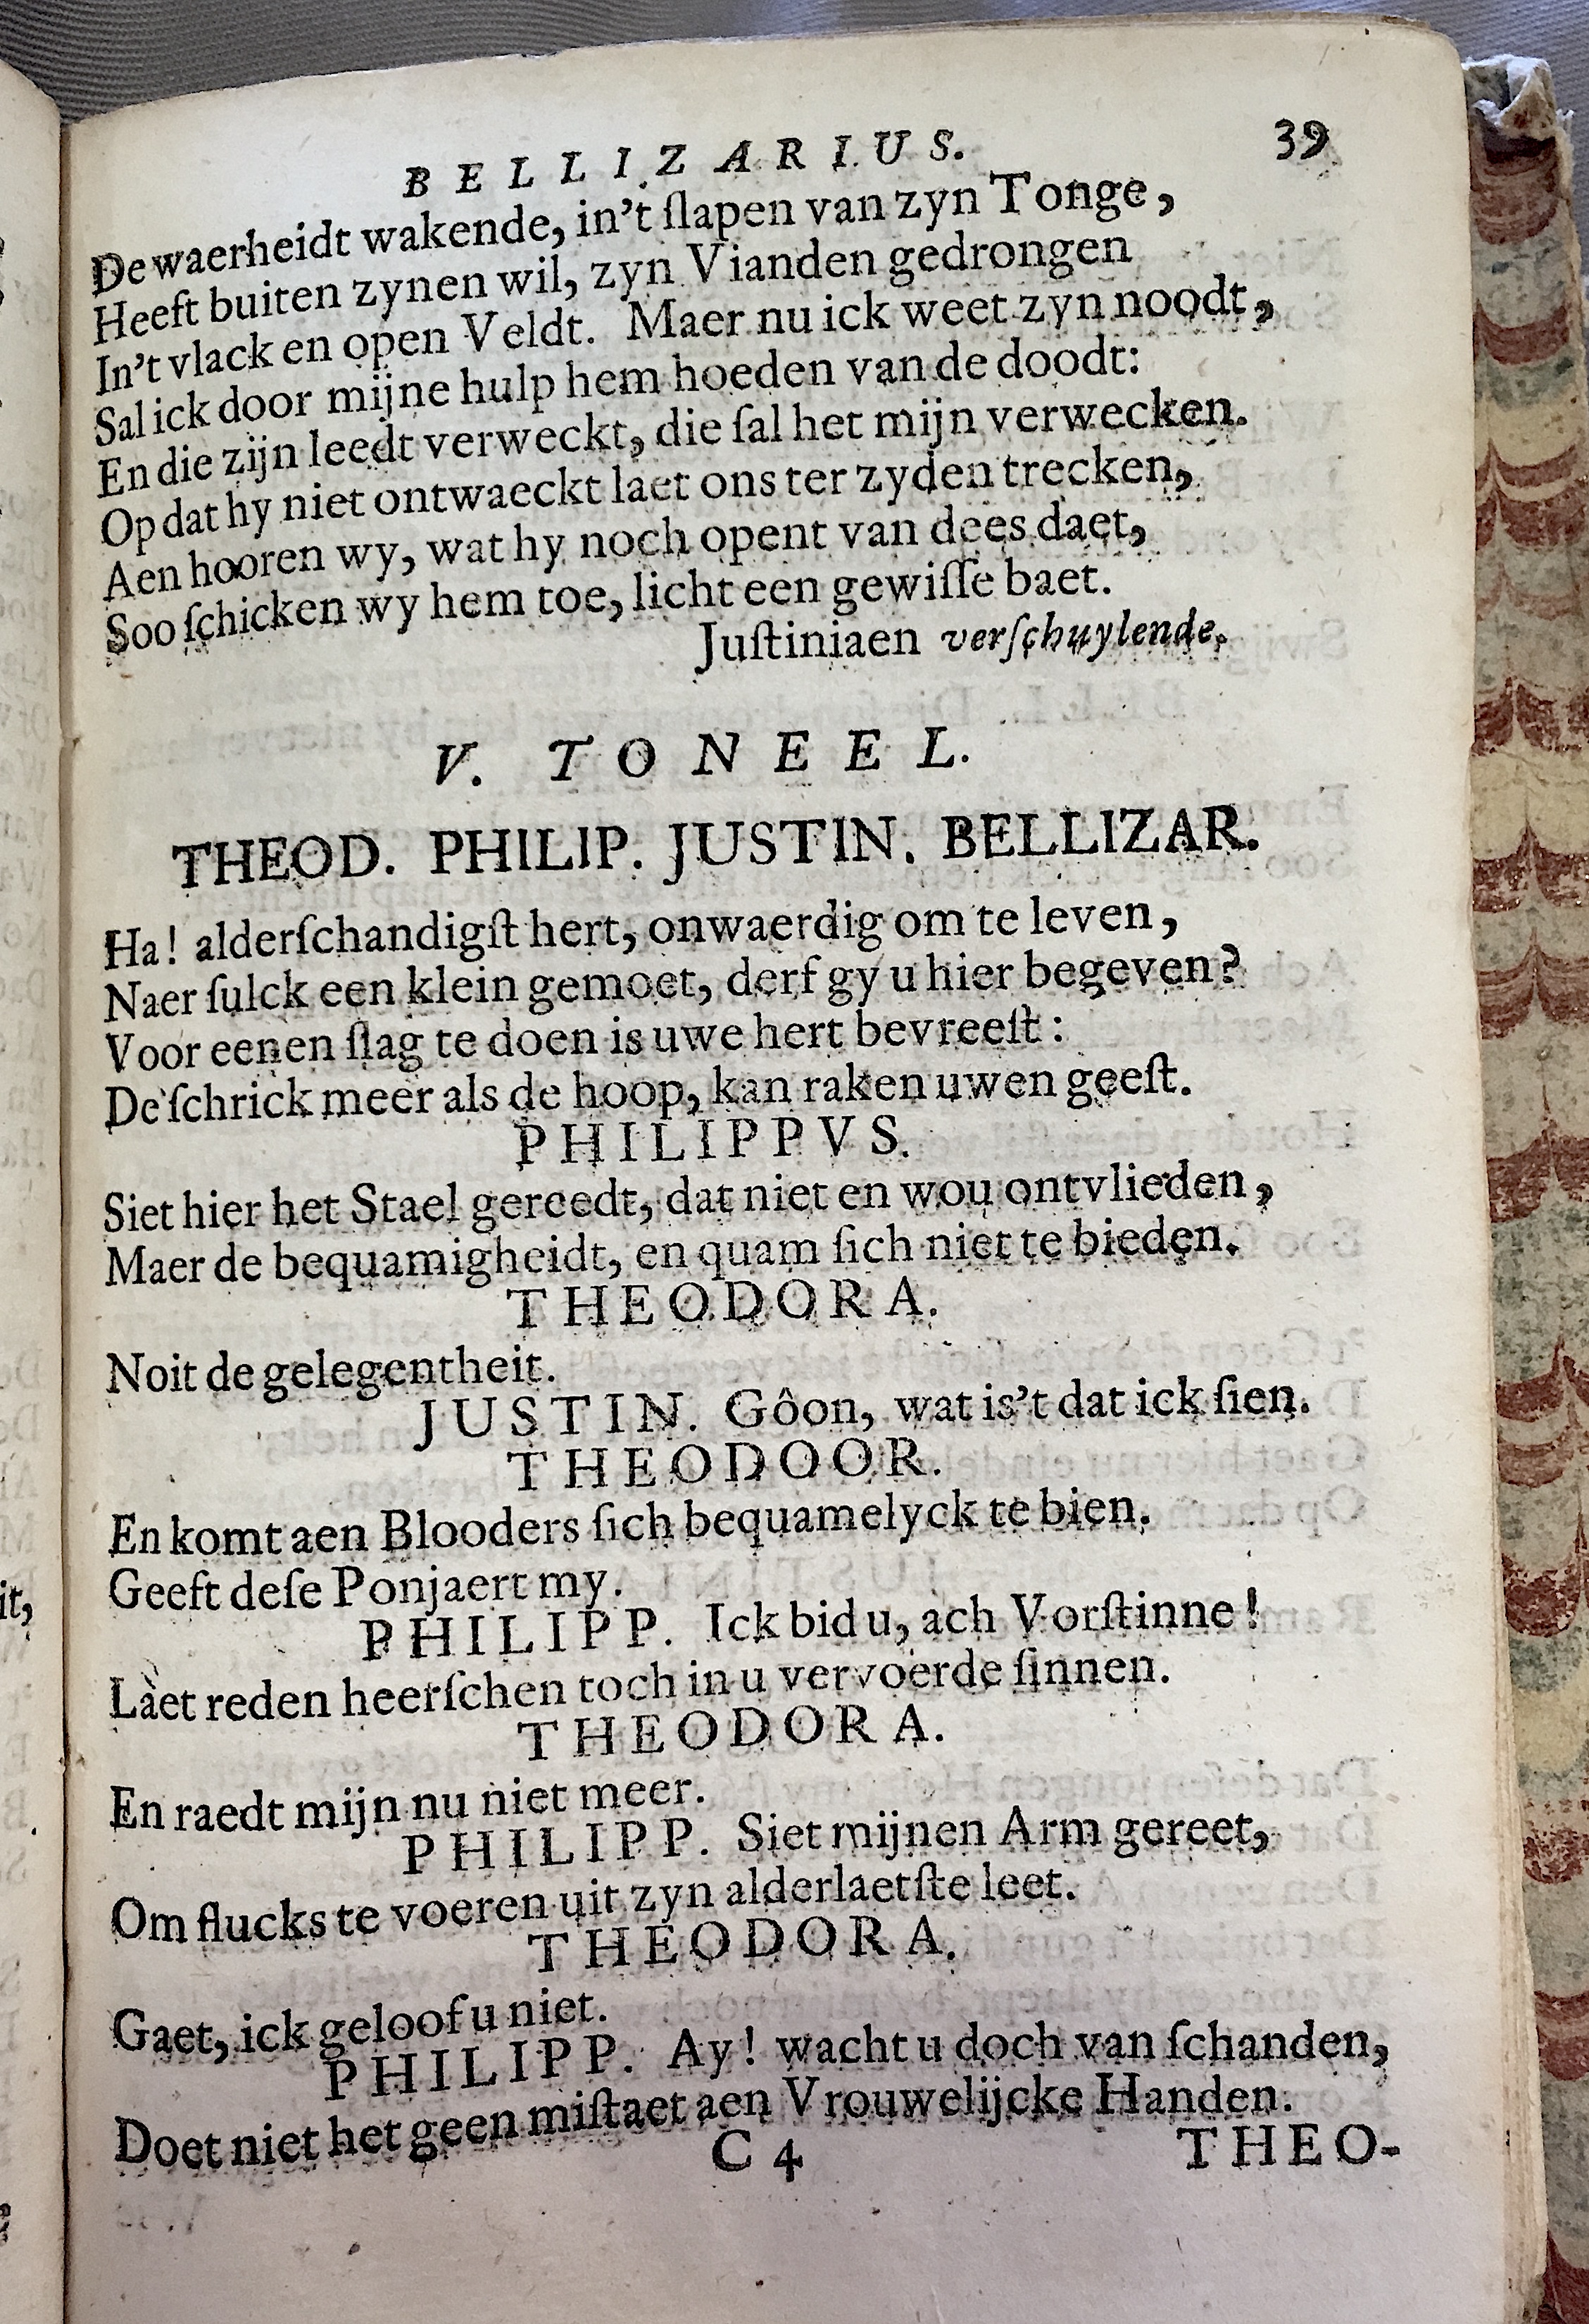 BELLIZARIUS. 39
De waerheidt wakende, in't ſlapen van zyn Tonge,
Heeft buiten zynen wil, zyn Vianden gedrongen
In't vlack en open Veldt. Maer nu ick weet zyn noodt,
Sal ick door mijne hulp hem hoeden van de doodt:
En die zijn leedt verweckt, die ſal het mijn verwecken.
Op dat hy niet ontwaeckt laet ons ter zyden trecken,
Aen hooren wy, wat hy noch opent van dees daet,
Soo ſchicken wy hem toe, licht een gewiſſe baet.
Juſtiniaen verſchuylende.
V. TONEEL.
THEOD. PHILIP. JUSTIN. BELLIZAR.
Ha! alderſchandigſt hert, onwaerdig om te leven,
Naer ſulck een klein gemoet, derf gy u hier begeven?
Voor eenen ſlag te doen is uwe hert bevreeſt:
De ſchrick meer als de hoop, kan raken uwen geeſt.
PHILIPPVS.
Siet hier het Stael gereedt, dat niet en wou ontvlieden,
Maer de bequamigheidt, en quam ſich niet te bieden.
THEODORA.
Noit de gelegentheit.
JUSTIN. Gôon, wat is't dat ick ſien.
THEODOOR.
En komt aen Blooders ſich bequamelyck te bien.
Geeft deſe Ponjaert my.
PHILIPP. Ick bid u, ach Vorſtinne!
Laet reden heerſchen toch in u vervoerde ſinnen.
THEODORA.
En raedt mijn nu niet meer.
PHILIPP. Siet mijnen Arm gereet,
Om flucks te voeren uit zyn alderlaetſte leet.
THEODORA.
Gaet, ick geloof u niet.
PHILIPP. Ay! wacht u doch van ſchanden,
Doet niet het geen miſtaet aen Vrouwelijcke Handen.
C 4 THEO-
it,